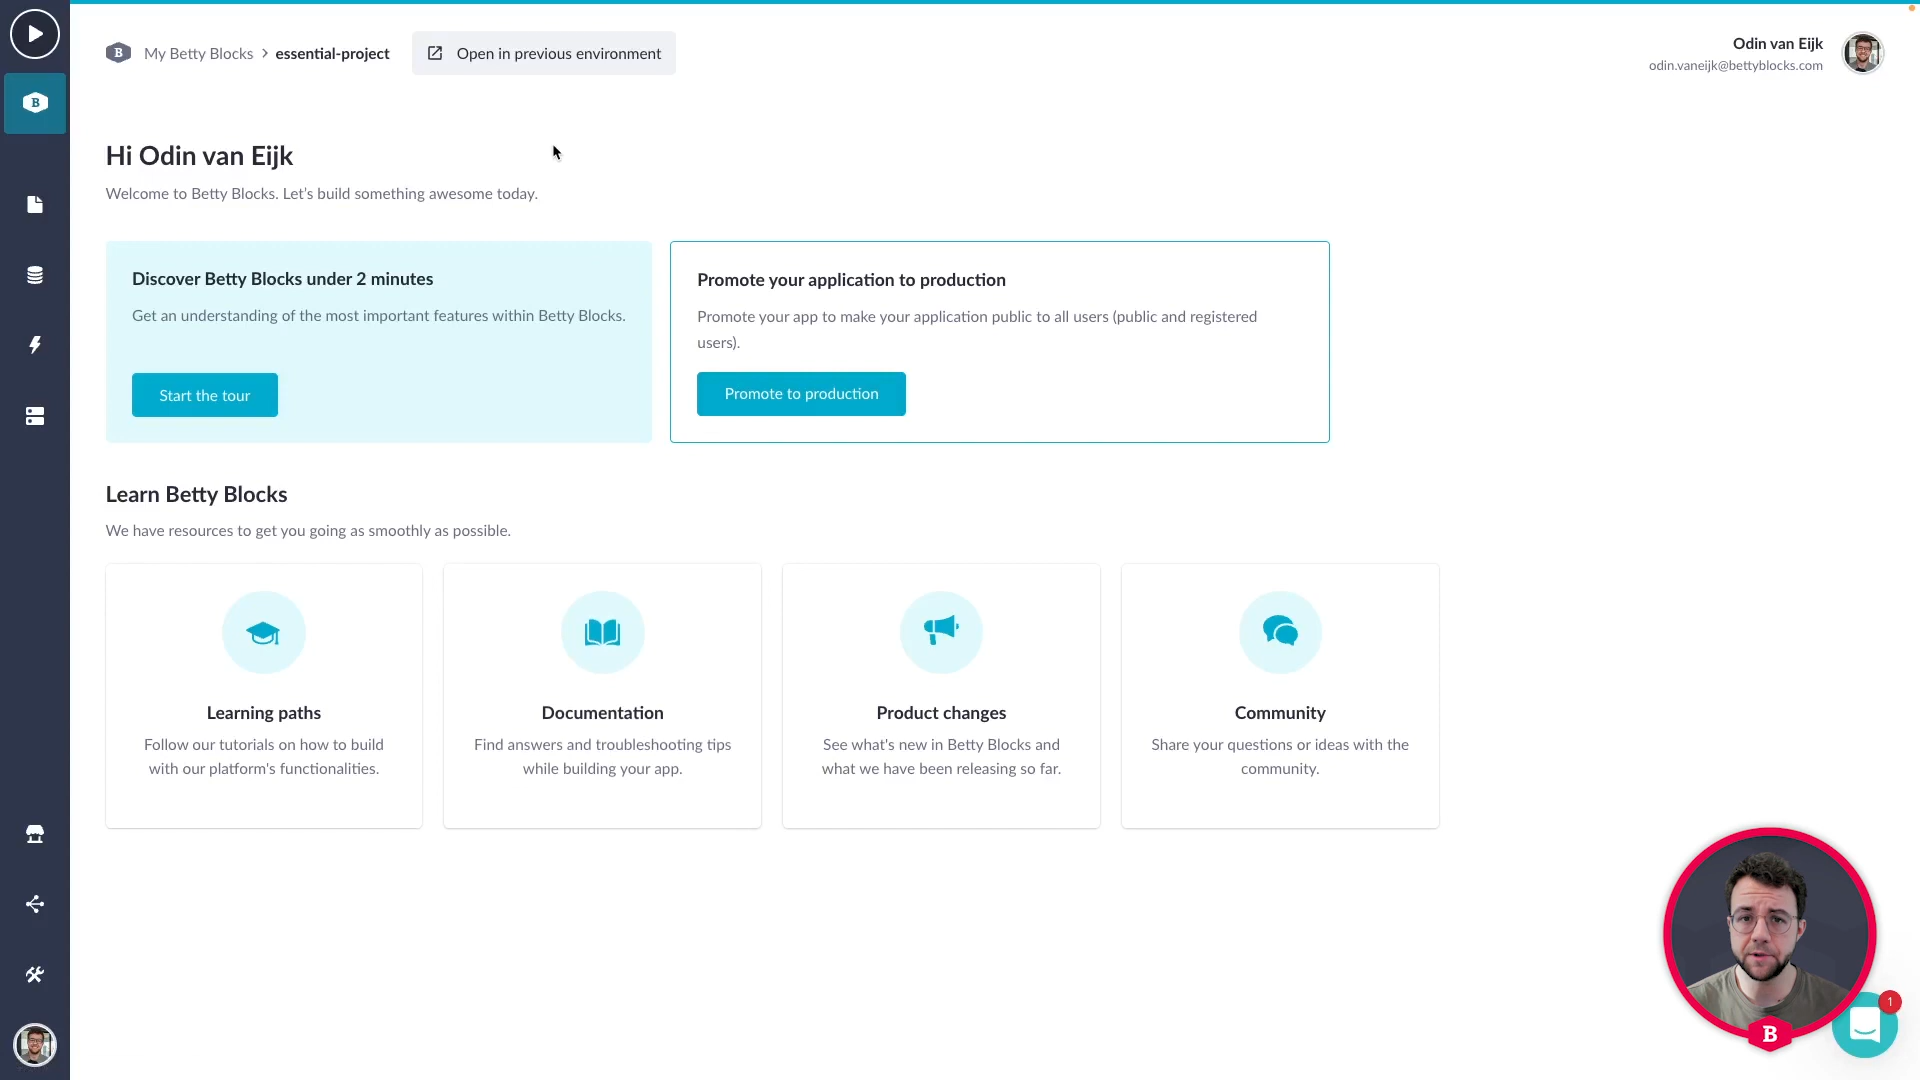 B My Betty Blocks > essential-project Open in previous environment
Odin van Eijk
odin.vaneijk@bettyblocks.com
B
Hi Odin van Eijk
Welcome to Betty Blocks. Let's build something awesome today.
Discover Betty Blocks under 2 minutes
Get an understanding of the most important features within Betty Blocks.
Start the tour
Promote your application to production
Promote your app to make your application public to all users (public and registered
users).
Promote to production
Learn Betty Blocks
We have resources to get you going as smoothly as possible.
Learning paths
Follow our tutorials on how to build
with our platform's functionalities.
Documentation
Find answers and troubleshooting tips
while building your app.
Product changes
See what's new in Betty Blocks and
what we have been releasing so far.
Community
Share your questions or ideas with the
community.
1
B